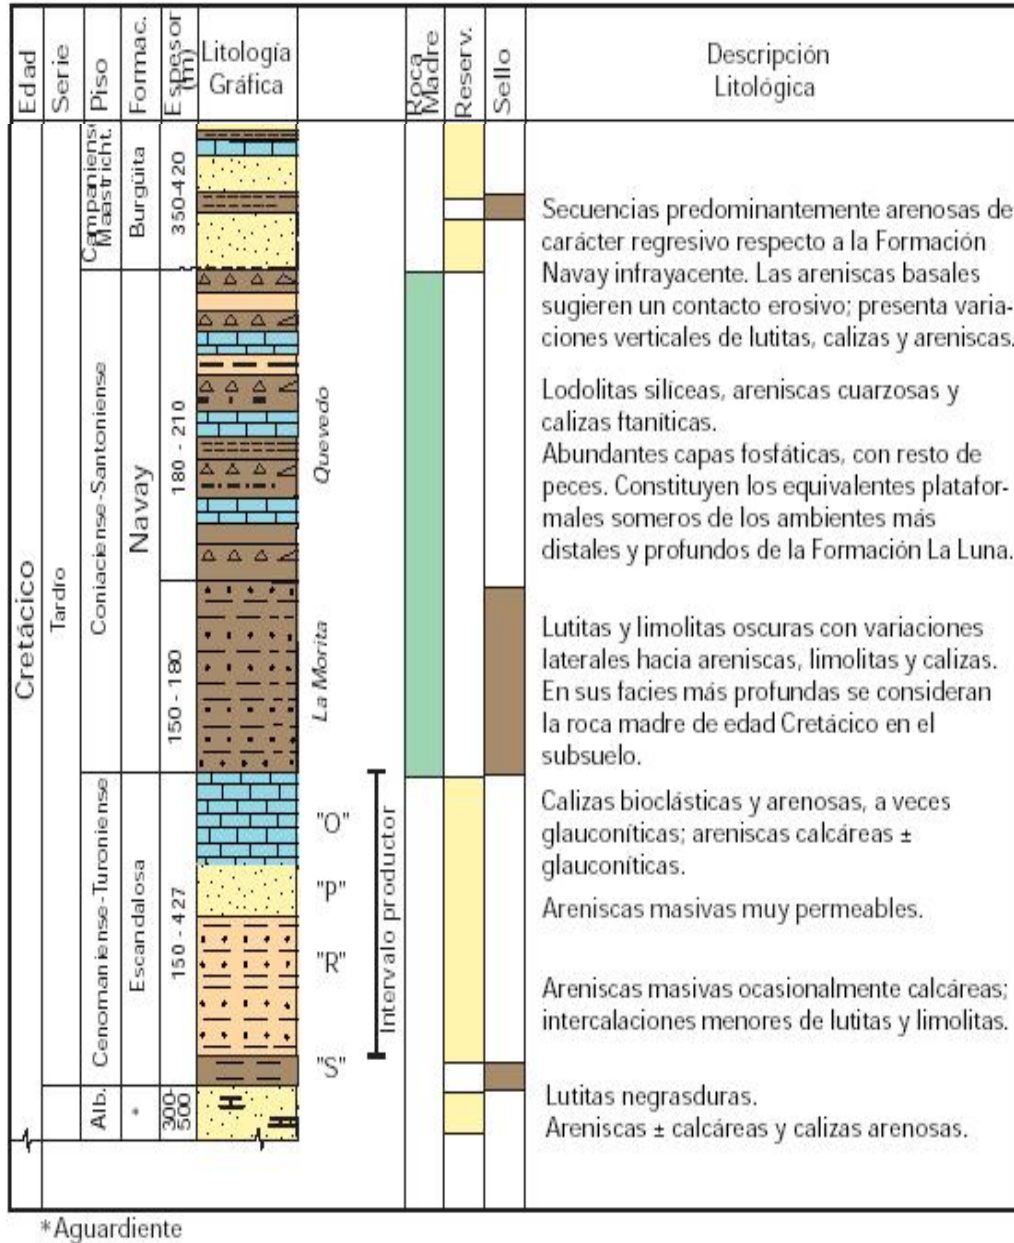 Edad
Serie
Piso
Formac.
Espesor
(m)
Litología
Gráfica
Roca
Madre
Reserv.
Sello
Descripción
Litológica
Cretácico
Tardío
Campaniense
Maastricht.
Burgüita
350-420
Secuencias predominantemente arenosas de
carácter regresivo respecto a la Formación
Navay infrayacente. Las areniscas basales
sugieren un contacto erosivo; presenta varia-
ciones verticales de lutitas, calizas y areniscas.
Coniaciense-Santoniense
Navay
180 - 210
Quevedo
Lodolitas silíceas, areniscas cuarzosas y
calizas ftaníticas.
Abundantes capas fosfáticas, con resto de
peces. Constituyen los equivalentes platafor-
males someros de los ambientes más
distales y profundos de la Formación La Luna.
150 - 180
La Morita
Lutitas y limolitas oscuras con variaciones
laterales hacia areniscas, limolitas y calizas.
En sus facies más profundas se consideran
la roca madre de edad Cretácico en el
subsuelo.
Cenomaniense-Turoniense
Escandalosa
150 - 427
"O"
"P"
"R"
"S"
Intervalo productor
Calizas bioclásticas y arenosas, a veces
glauconíticas; areniscas calcáreas ±
glauconíticas.
Areniscas masivas muy permeables.
Areniscas masivas ocasionalmente calcáreas;
intercalaciones menores de lutitas y limolitas.
Alb.
*
300-
500
Lutitas negrasduras.
Areniscas ± calcáreas y calizas arenosas.
*Aguardiente